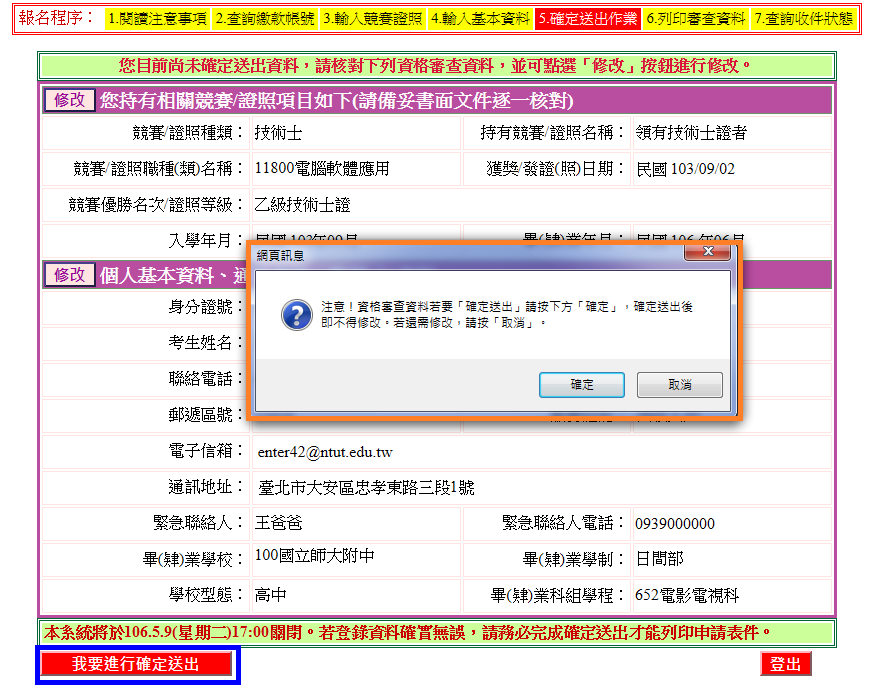 報名程序： 1.閱讀注意事項 2.查詢繳款帳號 3.輸入競賽證照 4.輸入基本資料 5.確定送出作業 6.列印審查資料 7.查詢收件狀態
您目前尚未確定送出資料，請核對下列資格審查資料，並可點選「修改」按鈕進行修改。
修改 您持有相關競賽/證照項目如下(請備妥書面文件逐一核對)
競賽/證照種類： 技術士 持有競賽/證照名稱： 領有技術士證者
競賽/證照職種(類)名稱： 11800電腦軟體應用 獲獎/發證(照)日期： 民國 103/09/02
競賽優勝名次/證照等級： 乙級技術士證
入學年月： 民國 103年09月 畢(肄)業年月： 民國 106 年06月
修改 個人基本資料、通
網頁訊息
注意！資格審查資料若要「確定送出」請按下方「確定」，確定送出後
即不得修改。若還需修改，請按「取消」。
確定 取消
身分證號：
考生姓名：
聯絡電話：
郵遞區號：
電子信箱： enter42@ntut.edu.tw
通訊地址： 臺北市大安區忠孝東路三段1號
緊急聯絡人： 王爸爸 緊急聯絡人電話： 0939000000
畢(肄)業學校： 100國立師大附中 畢(肄)業學制： 日間部
學校型態： 高中 畢(肄)業科組學程： 652電影電視科
本系統將於106.5.9(星期二)17:00關閉。若登錄資料確實無誤，請務必完成確定送出才能列印申請表件。
我要進行確定送出 登出